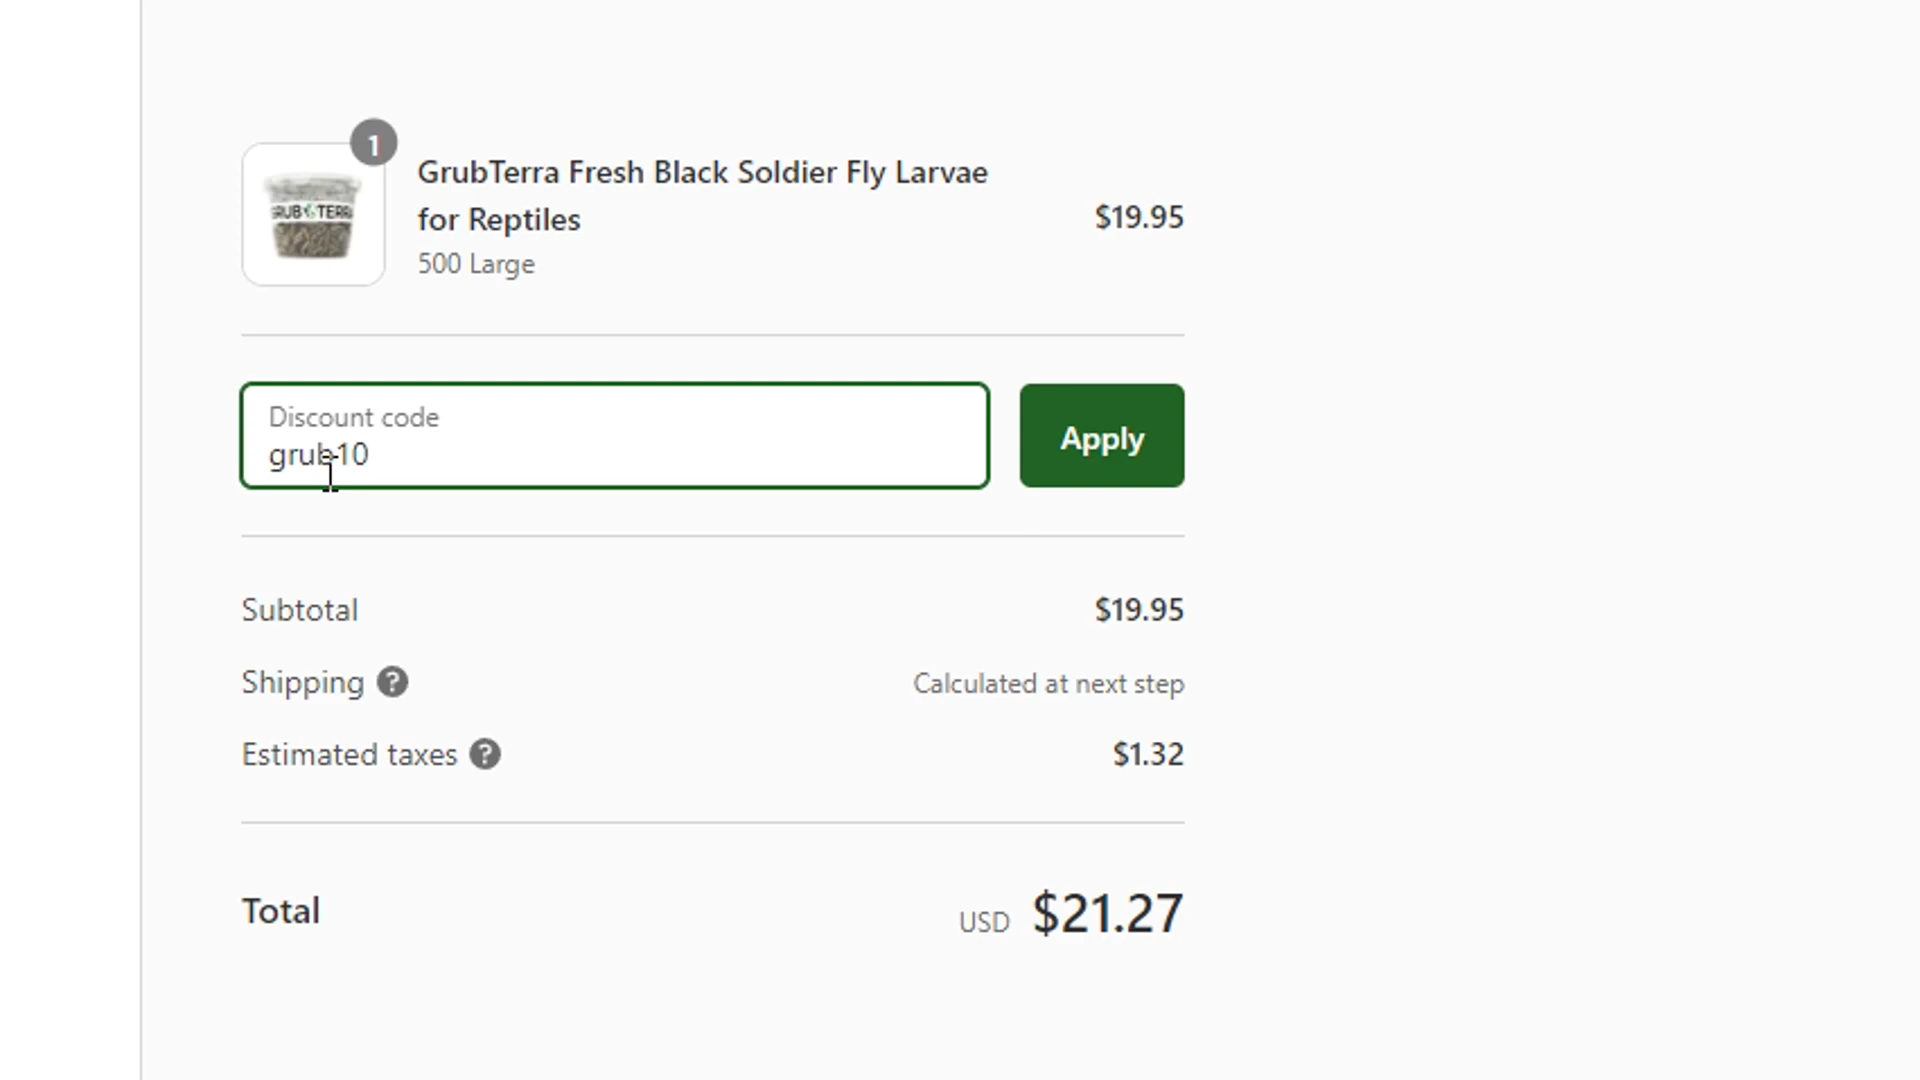 1
GrubTerra Fresh Black Soldier Fly Larvae
for Reptiles
$19.95
500 Large
Discount code
grub10
Apply
Subtotal
$19.95
Shipping ?
Calculated at next step
Estimated taxes ?
$1.32
Total
USD $21.27